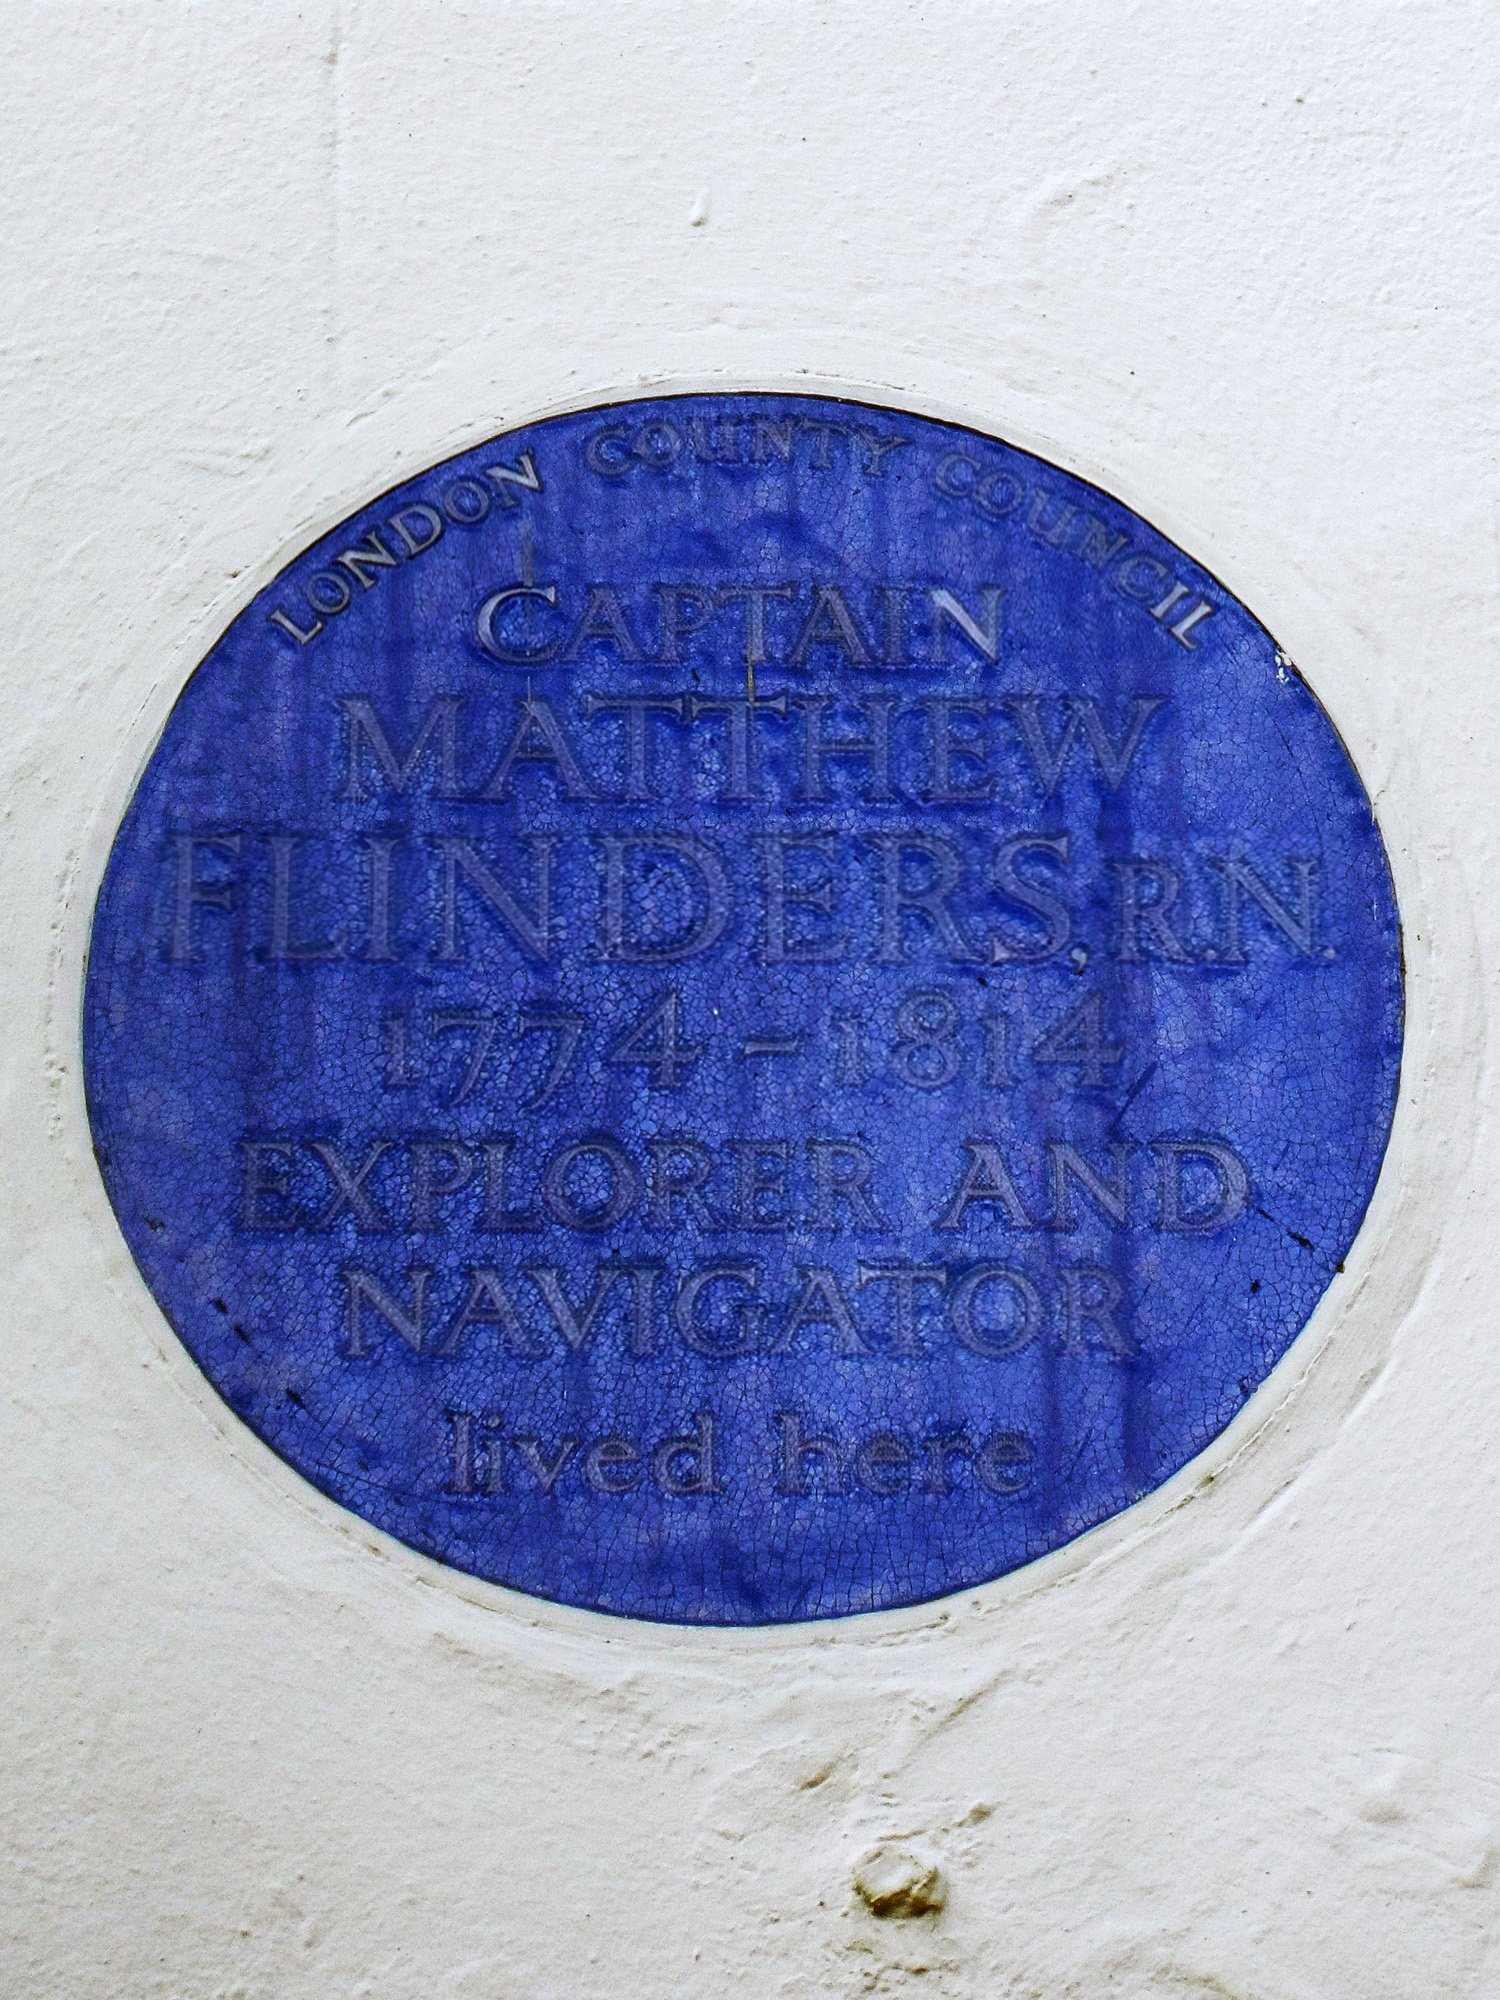 LONDON COUNTY COUNCIL
CAPTAIN
MATTHEW
FLINDERS, R.N.
1774 - 1814
EXPLORER AND
NAVIGATOR
lived here